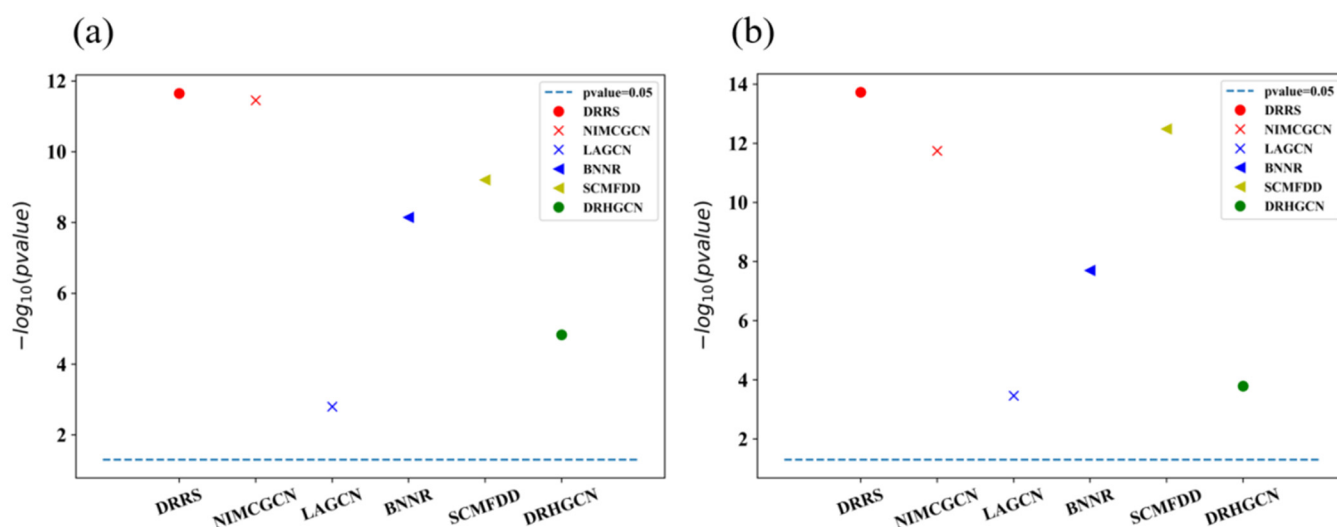 (a)
12
10
8
6
4
2
-log10(pvalue)
pvalue=0.05
DRRS
NIMCGCN
LAGCN
BNNR
SCMFDD
DRHGCN
DRRS
NIMCGCN
LAGCN
BNNR
SCMFDD
DRHGCN
(b)
14
12
10
8
6
4
2
-log10(pvalue)
pvalue=0.05
DRRS
NIMCGCN
LAGCN
BNNR
SCMFDD
DRHGCN
DRRS
NIMCGCN
LAGCN
BNNR
SCMFDD
DRHGCN